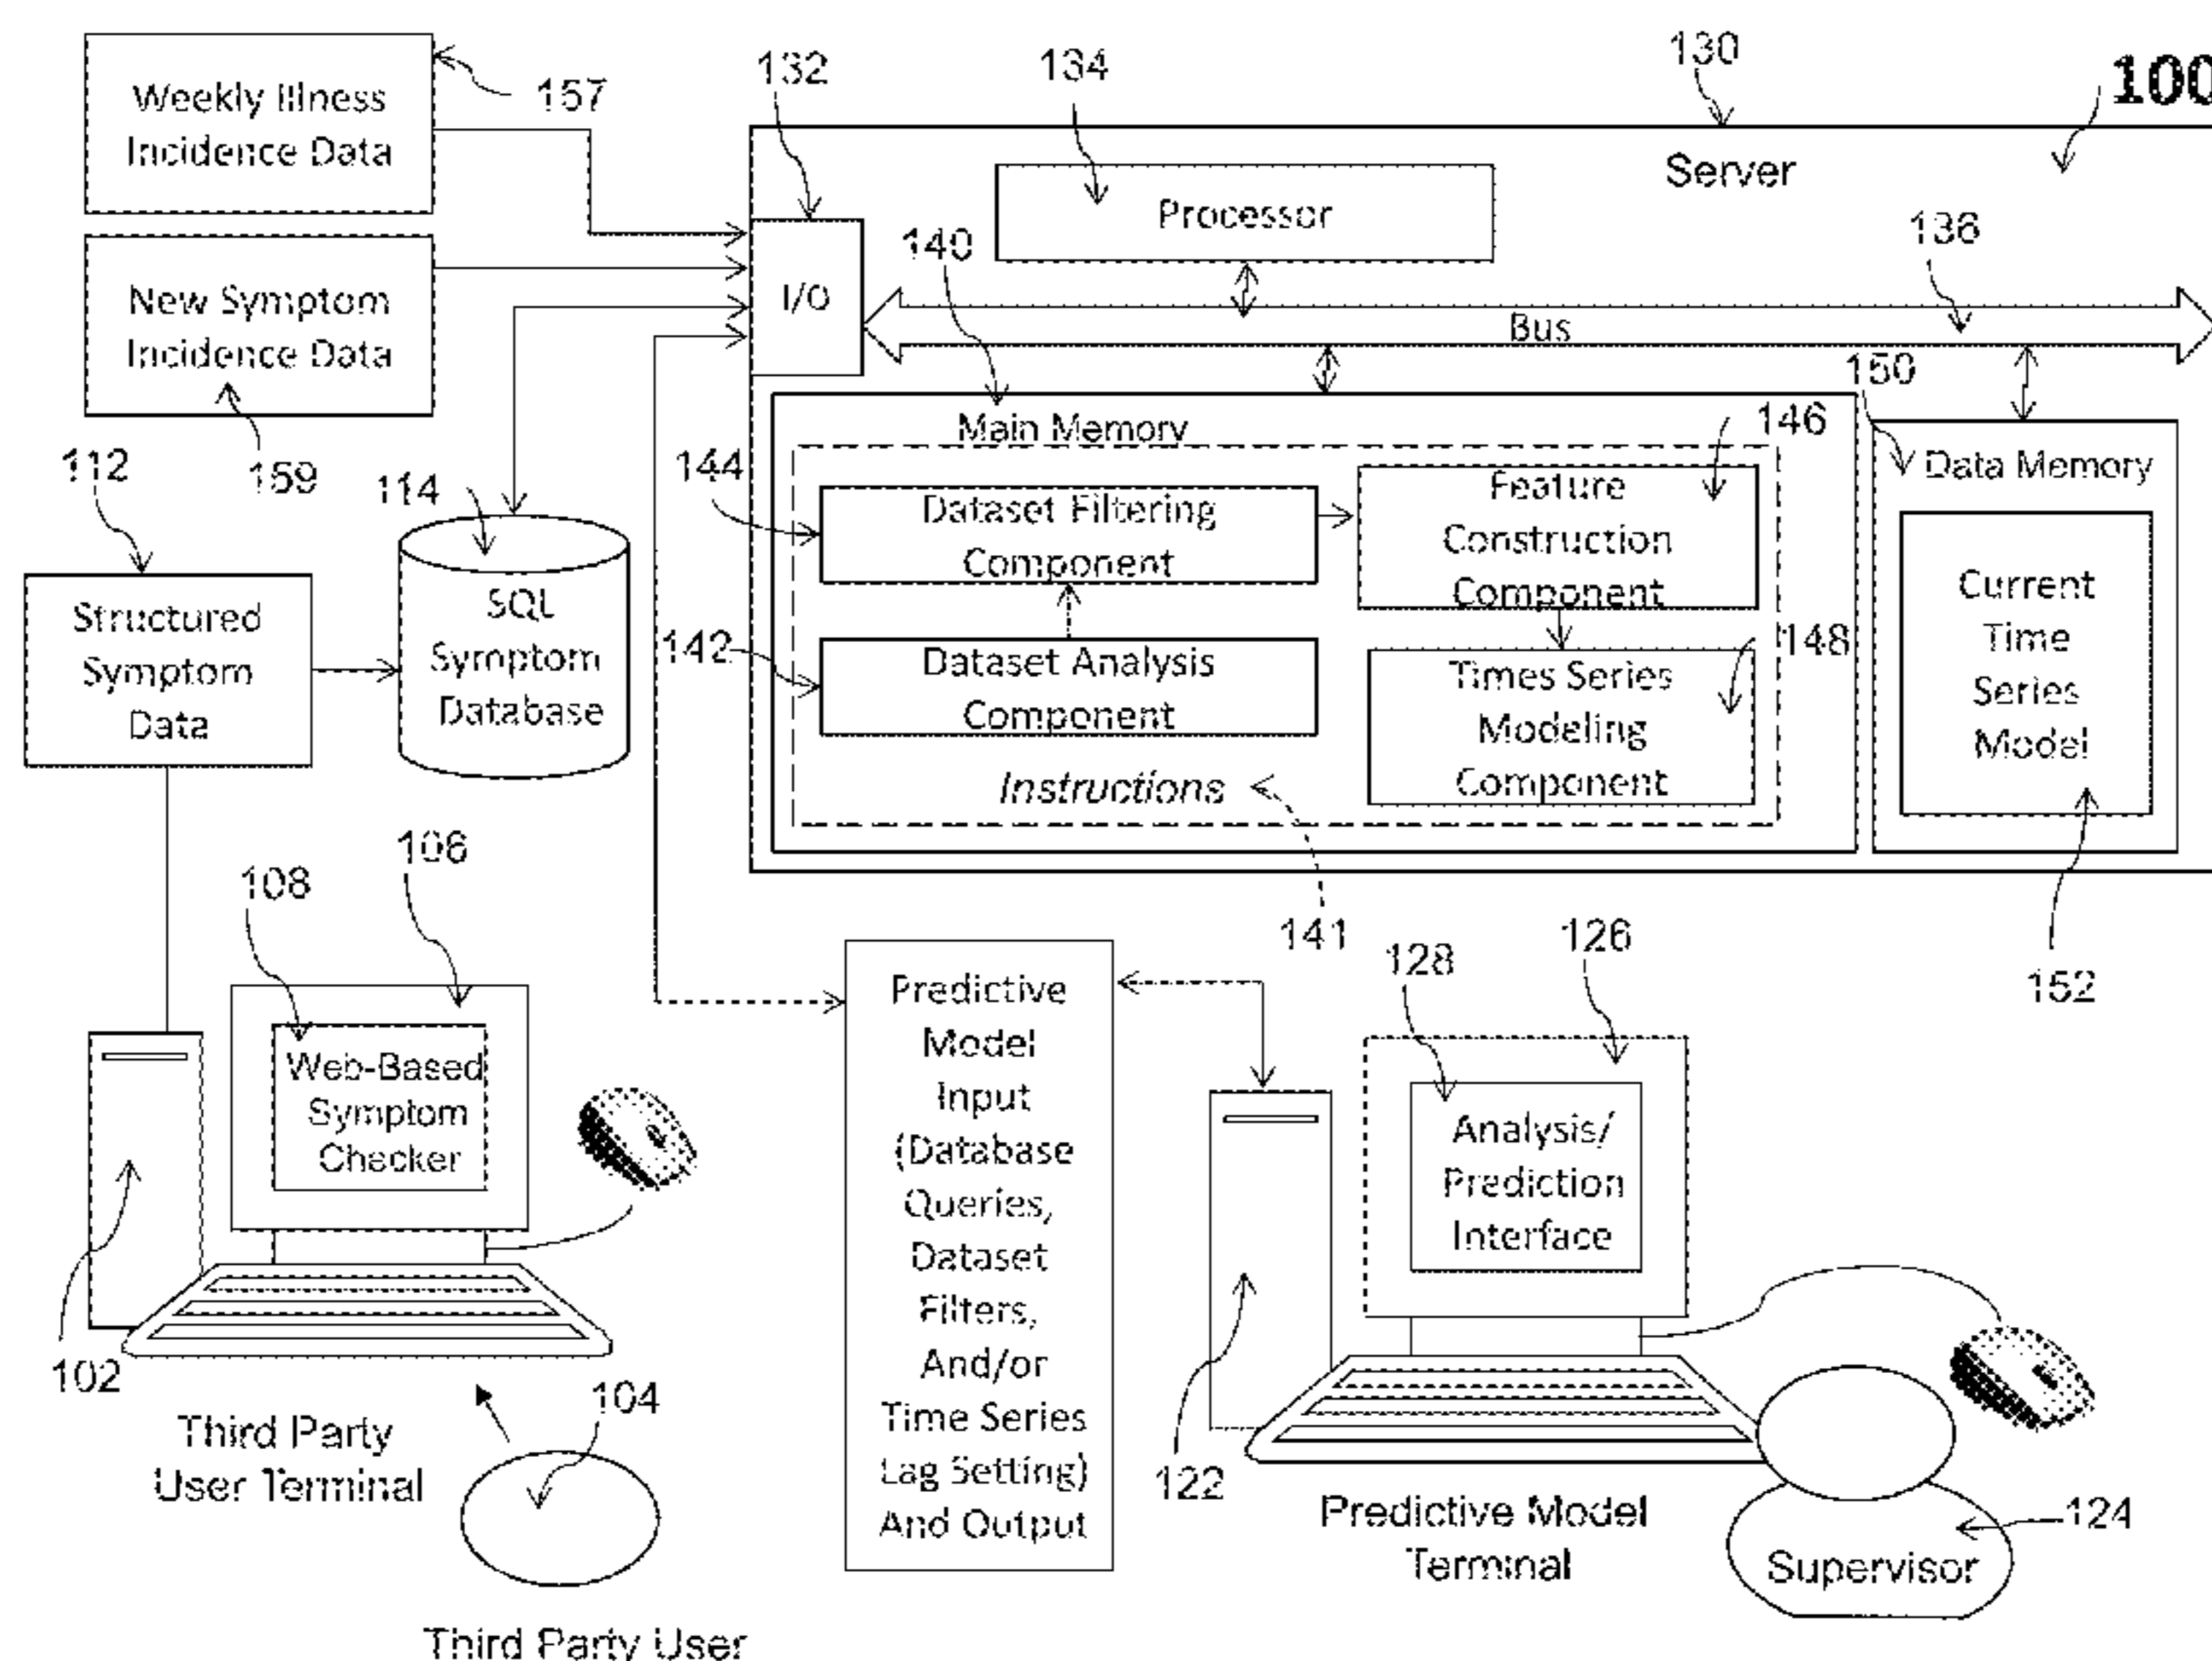 Weekly Illness
Incidence Data
157
New Symptom
Incidence Data
159
132
134
130
100
Server
Processor
136
140
I/O
Bus
150
Main Memory
146
144
Dataset Filtering
Component
Feature
Construction
Component
142
Dataset Analysis
Component
148
Times Series
Modeling
Component
Instructions
141
Data Memory
Current
Time
Series
Model
152
112
114
Structured
Symptom
Data
SQL
Symptom
Database
106
108
Web-Based
Symptom
Checker
102
Third Party
User Terminal
104
Third Party User
Predictive
Model
Input
(Database
Queries,
Dataset
Filters,
And/or
Time Series
Lag Setting)
And Output
128
126
Analysis/
Prediction
Interface
122
Predictive Model
Terminal
124
Supervisor